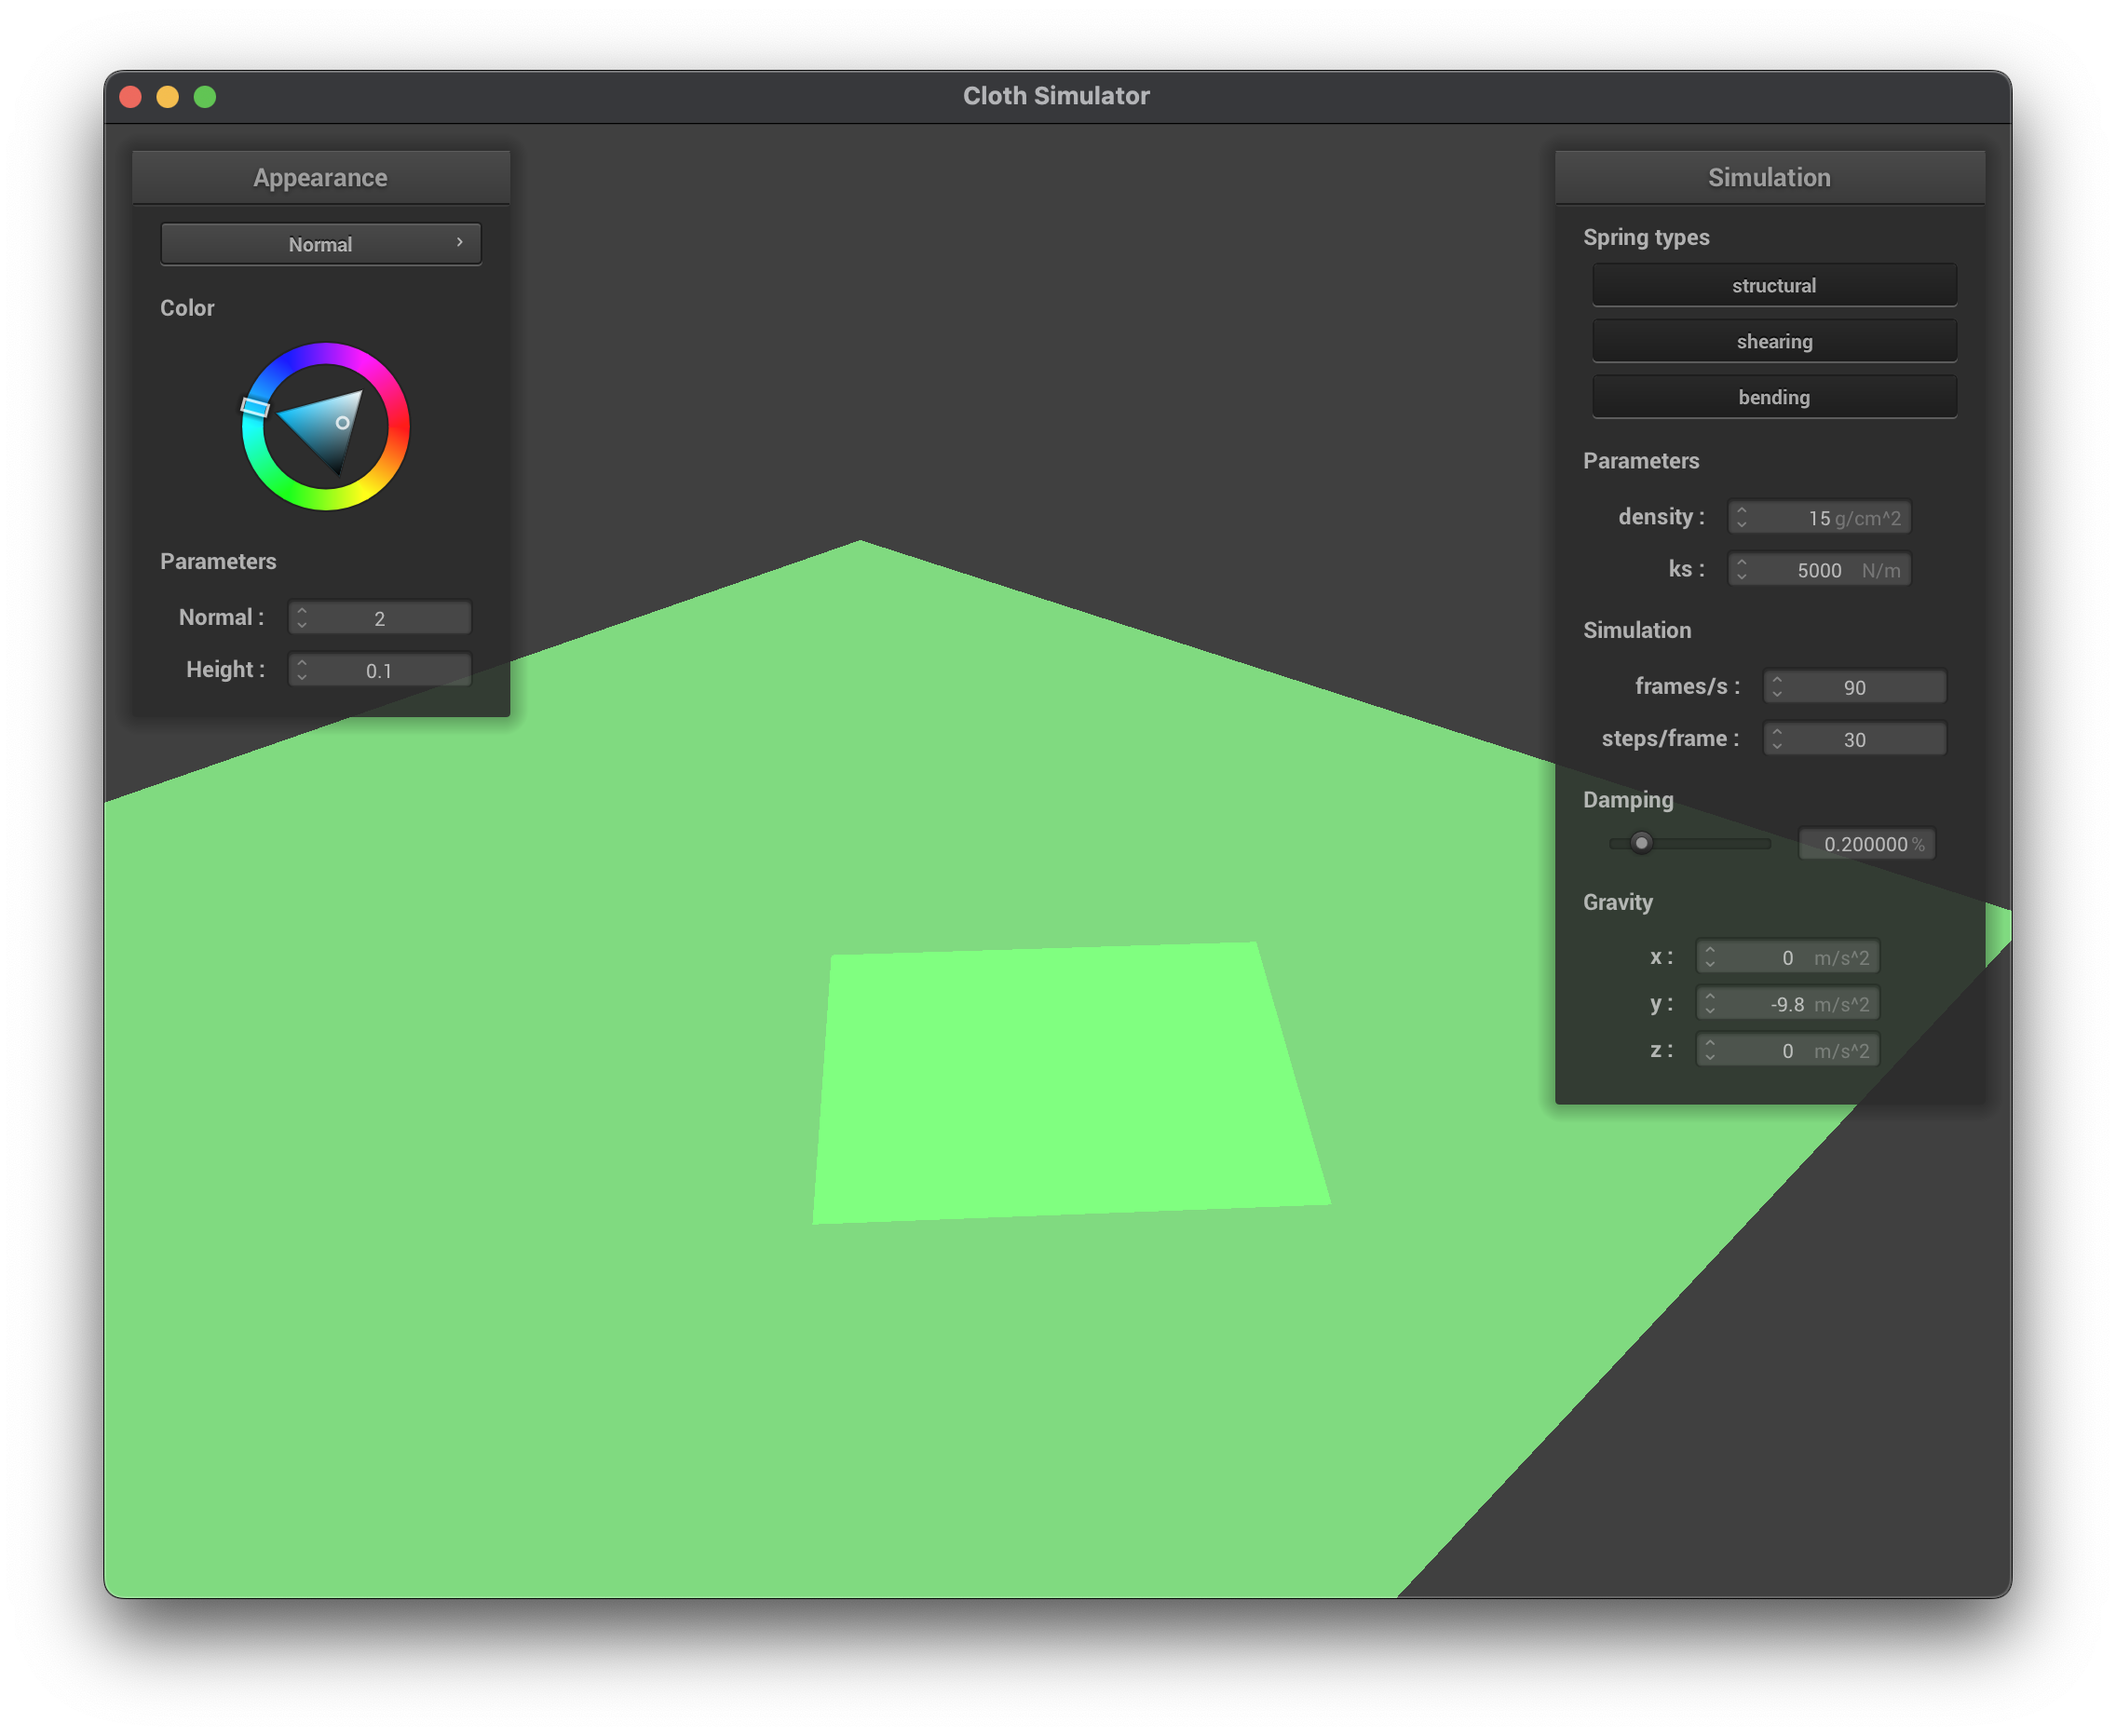 Cloth Simulator
Appearance
Normal
Color
Parameters
Normal : 2
Height : 0.1
Simulation
Spring types
structural
shearing
bending
Parameters
density : 15 g/cm^2
ks : 5000 N/m
Simulation
frames/s : 90
steps/frame : 30
Damping
0.200000 %
Gravity
x : 0 m/s^2
y : -9.8 m/s^2
z : 0 m/s^2